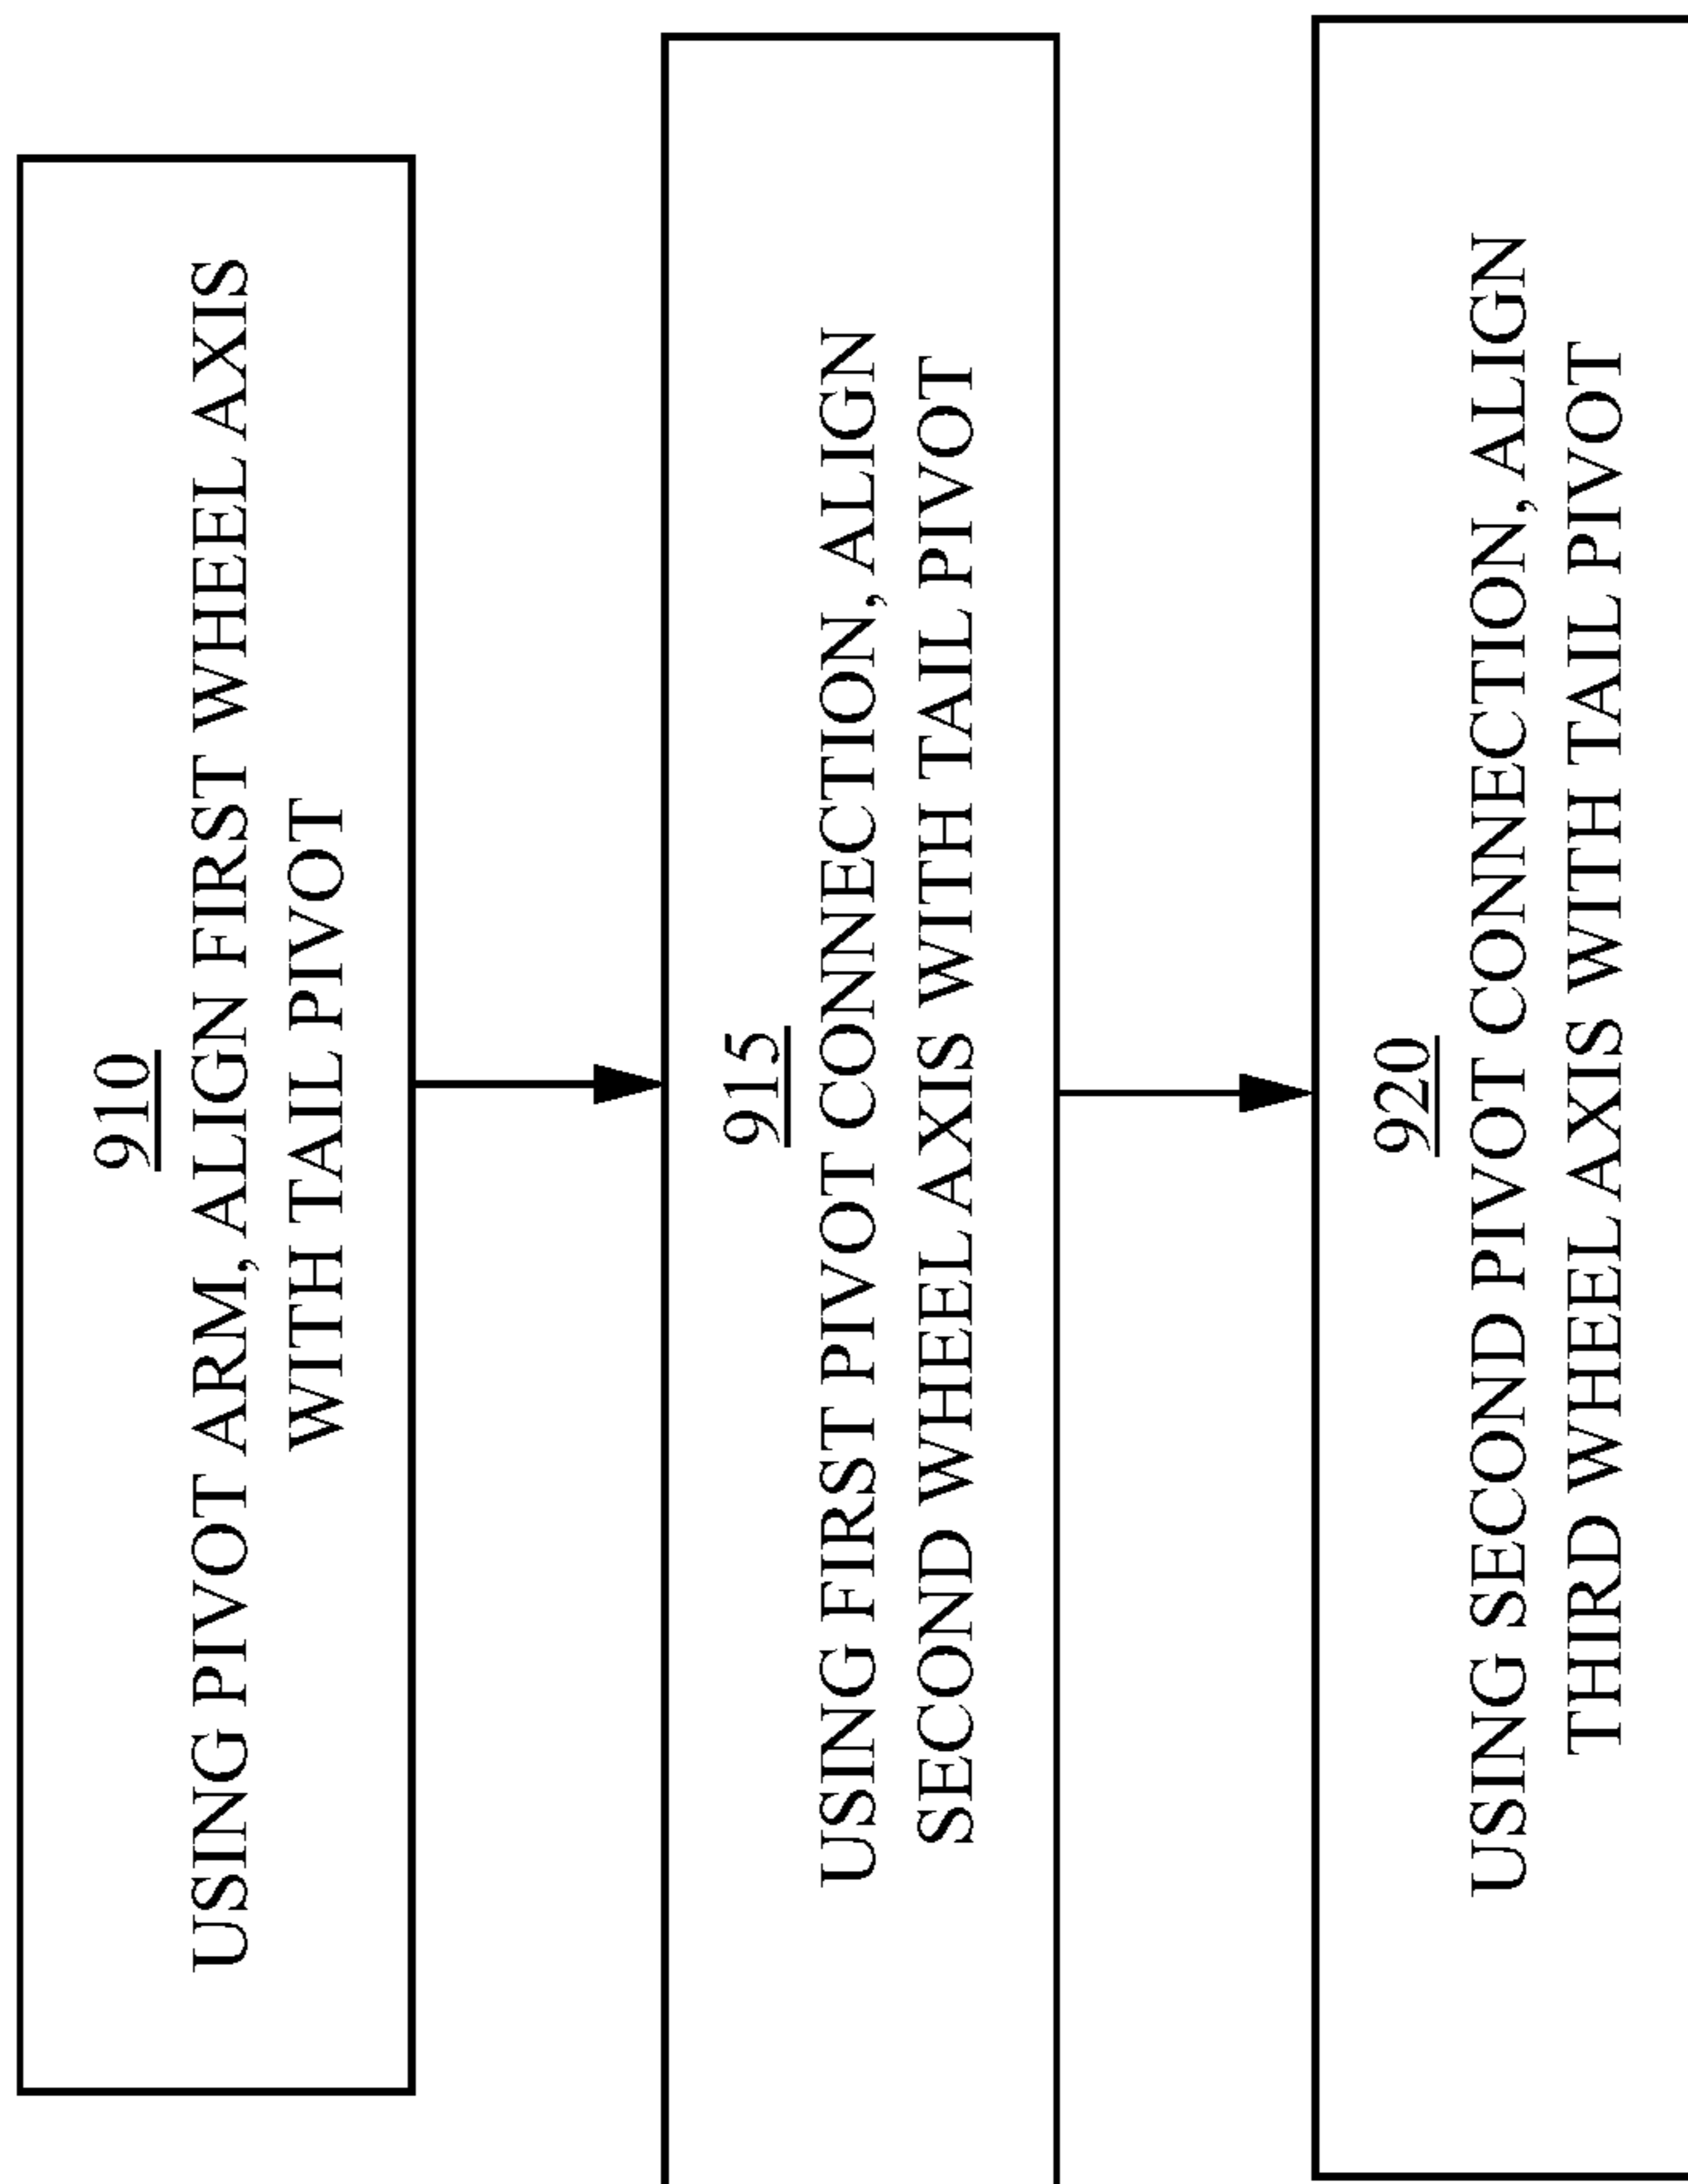 910
USING PIVOT ARM, ALIGN FIRST WHEEL AXIS
WITH TAIL PIVOT
915
USING FIRST PIVOT CONNECTION, ALIGN
SECOND WHEEL AXIS WITH TAIL PIVOT
920
USING SECOND PIVOT CONNECTION, ALIGN
THIRD WHEEL AXIS WITH TAIL PIVOT